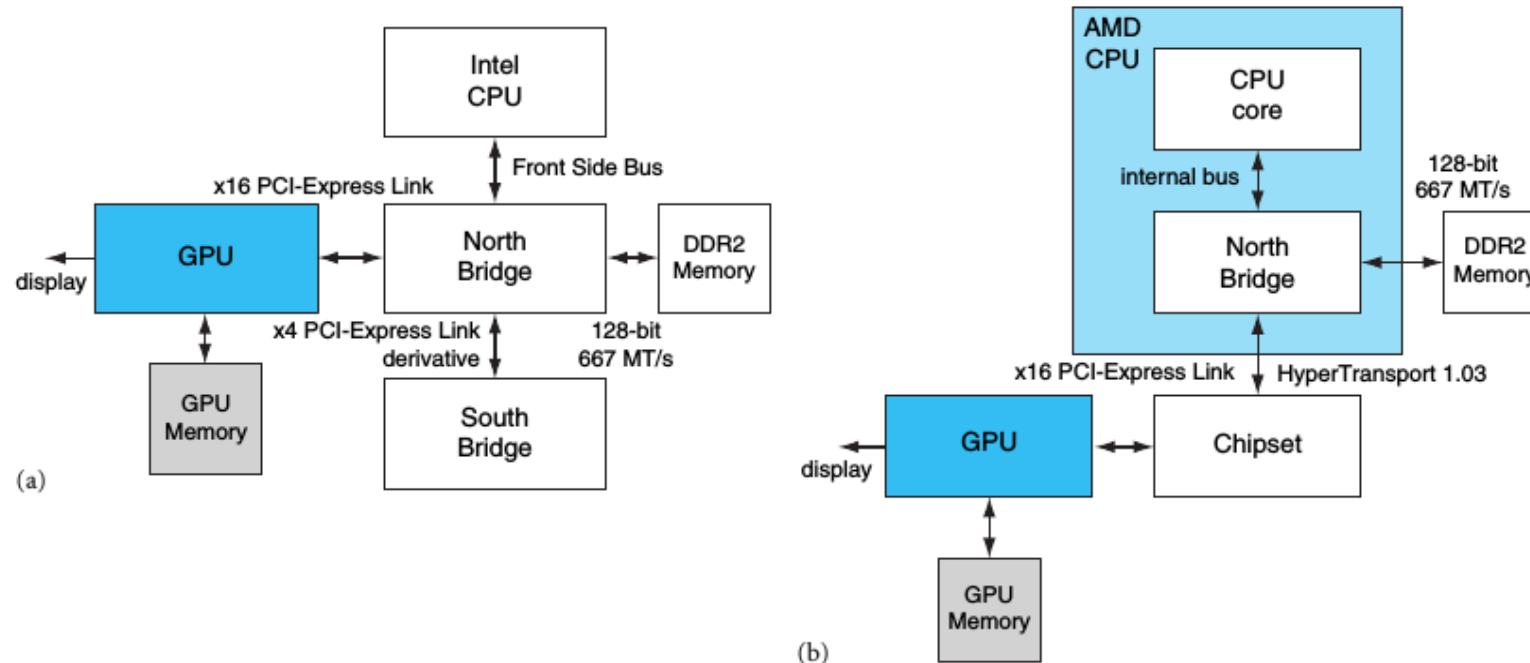 Intel
CPU
Front Side Bus
x16 PCI-Express Link
GPU
North
Bridge
DDR2
Memory
display
x4 PCI-Express Link
derivative
128-bit
667 MT/s
GPU
Memory
South
Bridge
(a)
AMD
CPU
CPU
core
internal bus
128-bit
667 MT/s
North
Bridge
DDR2
Memory
x16 PCI-Express Link
HyperTransport 1.03
GPU
Chipset
display
GPU
Memory
(b)